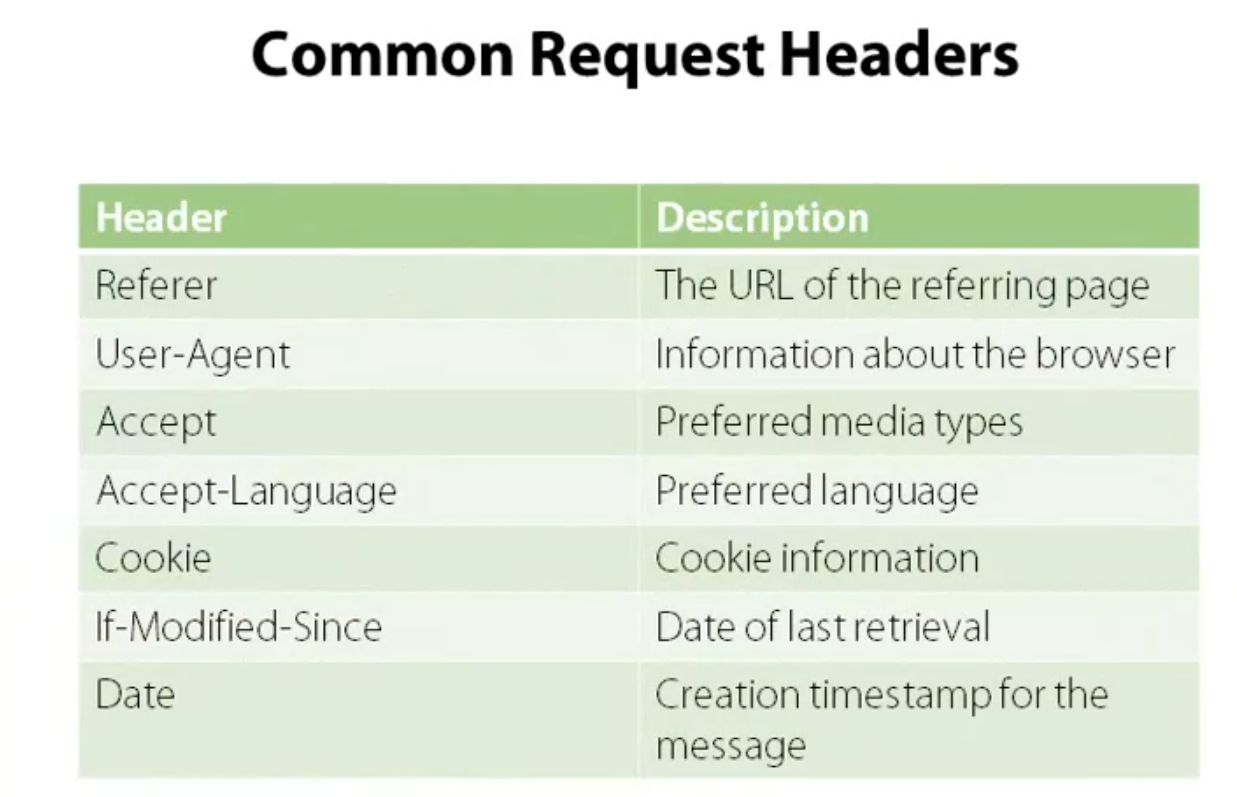 Common Request Headers
Header Description
Referer The URL of the referring page
User-Agent Information about the browser
Accept Preferred media types
Accept-Language Preferred language
Cookie Cookie information
If-Modified-Since Date of last retrieval
Date Creation timestamp for the
message